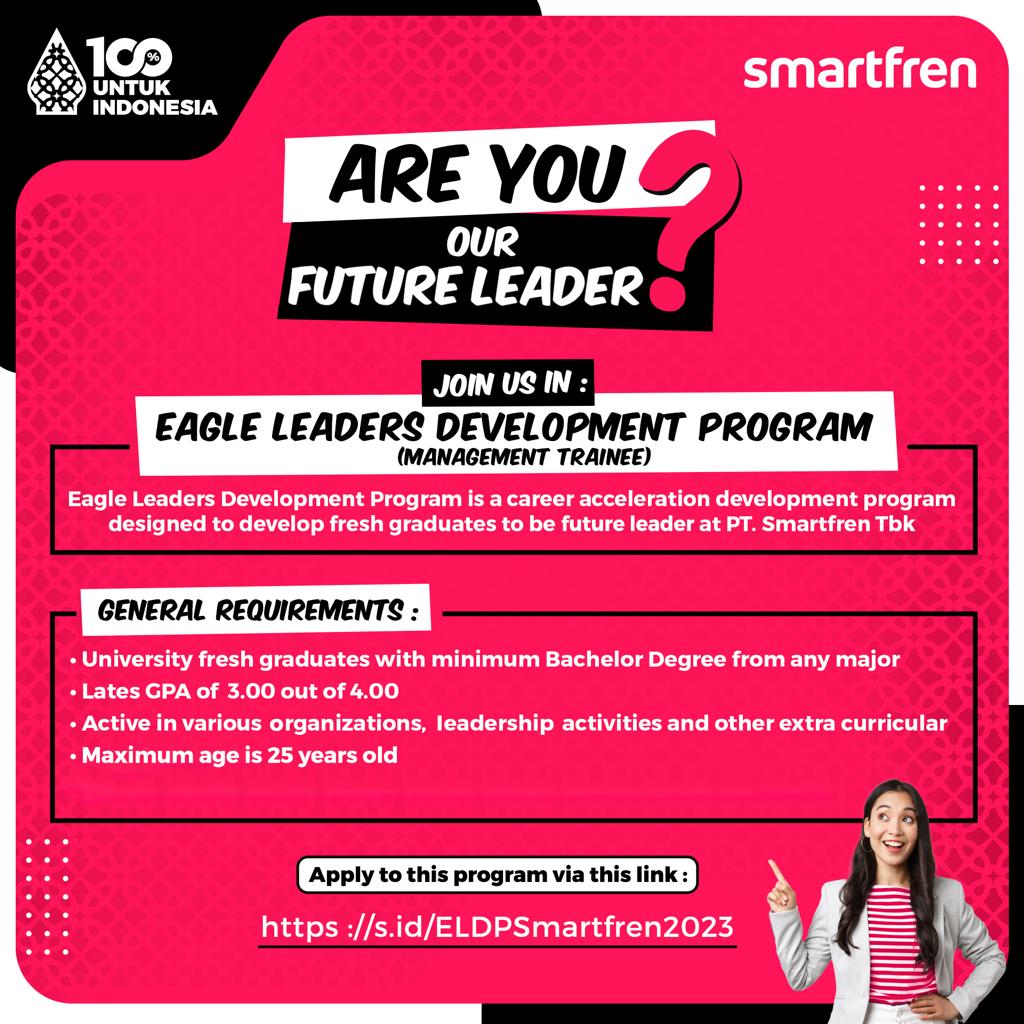 100%
UNTUK
INDONESIA
smartfren
ARE YOU
OUR
FUTURE LEADER?
JOIN US IN :
EAGLE LEADERS DEVELOPMENT PROGRAM
(MANAGEMENT TRAINEE)
Eagle Leaders Development Program is a career acceleration development program
designed to develop fresh graduates to be future leader at PT. Smartfren Tbk
GENERAL REQUIREMENTS :
• University fresh graduates with minimum Bachelor Degree from any major
• Lates GPA of 3.00 out of 4.00
• Active in various organizations, leadership activities and other extra curricular
• Maximum age is 25 years old
Apply to this program via this link :
https ://s.id/ELDPSmartfren2023